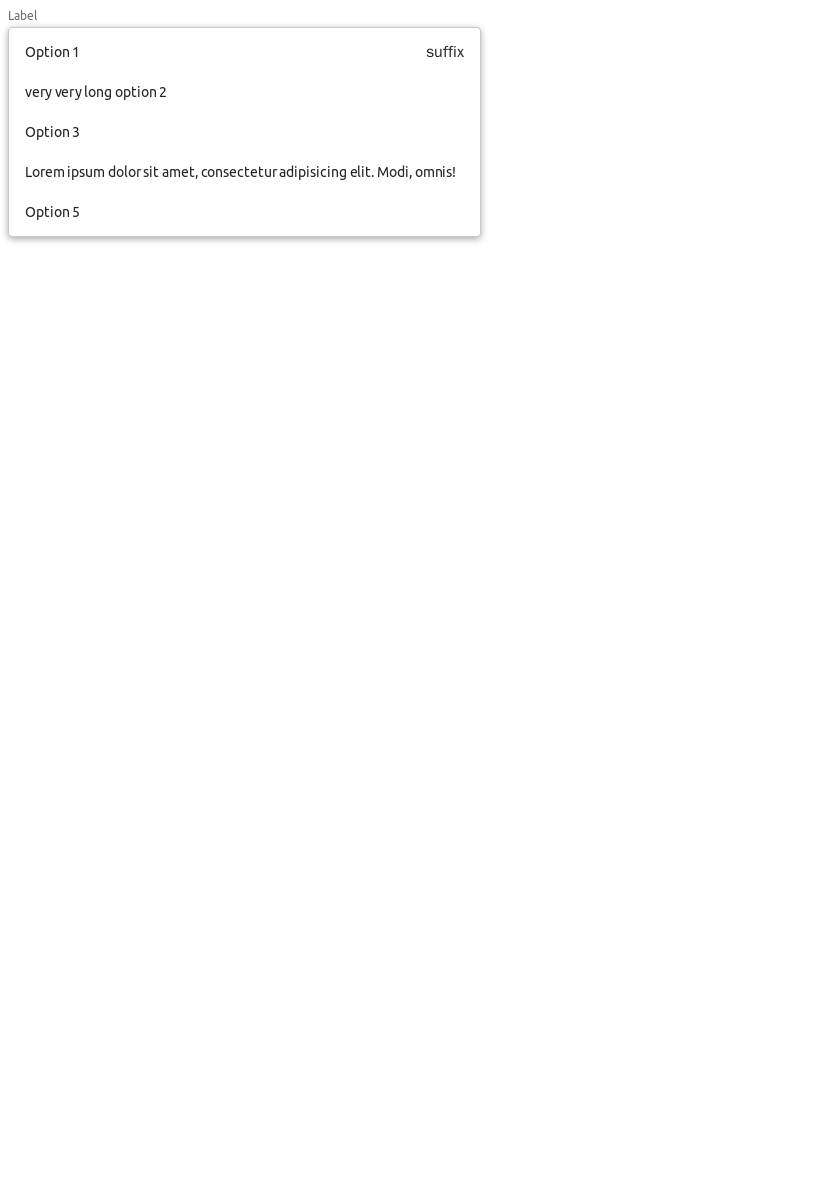 Label
Option 1 suffix
very very long option 2
Option 3
Lorem ipsum dolor sit amet, consectetur adipisicing elit. Modi, omnis!
Option 5